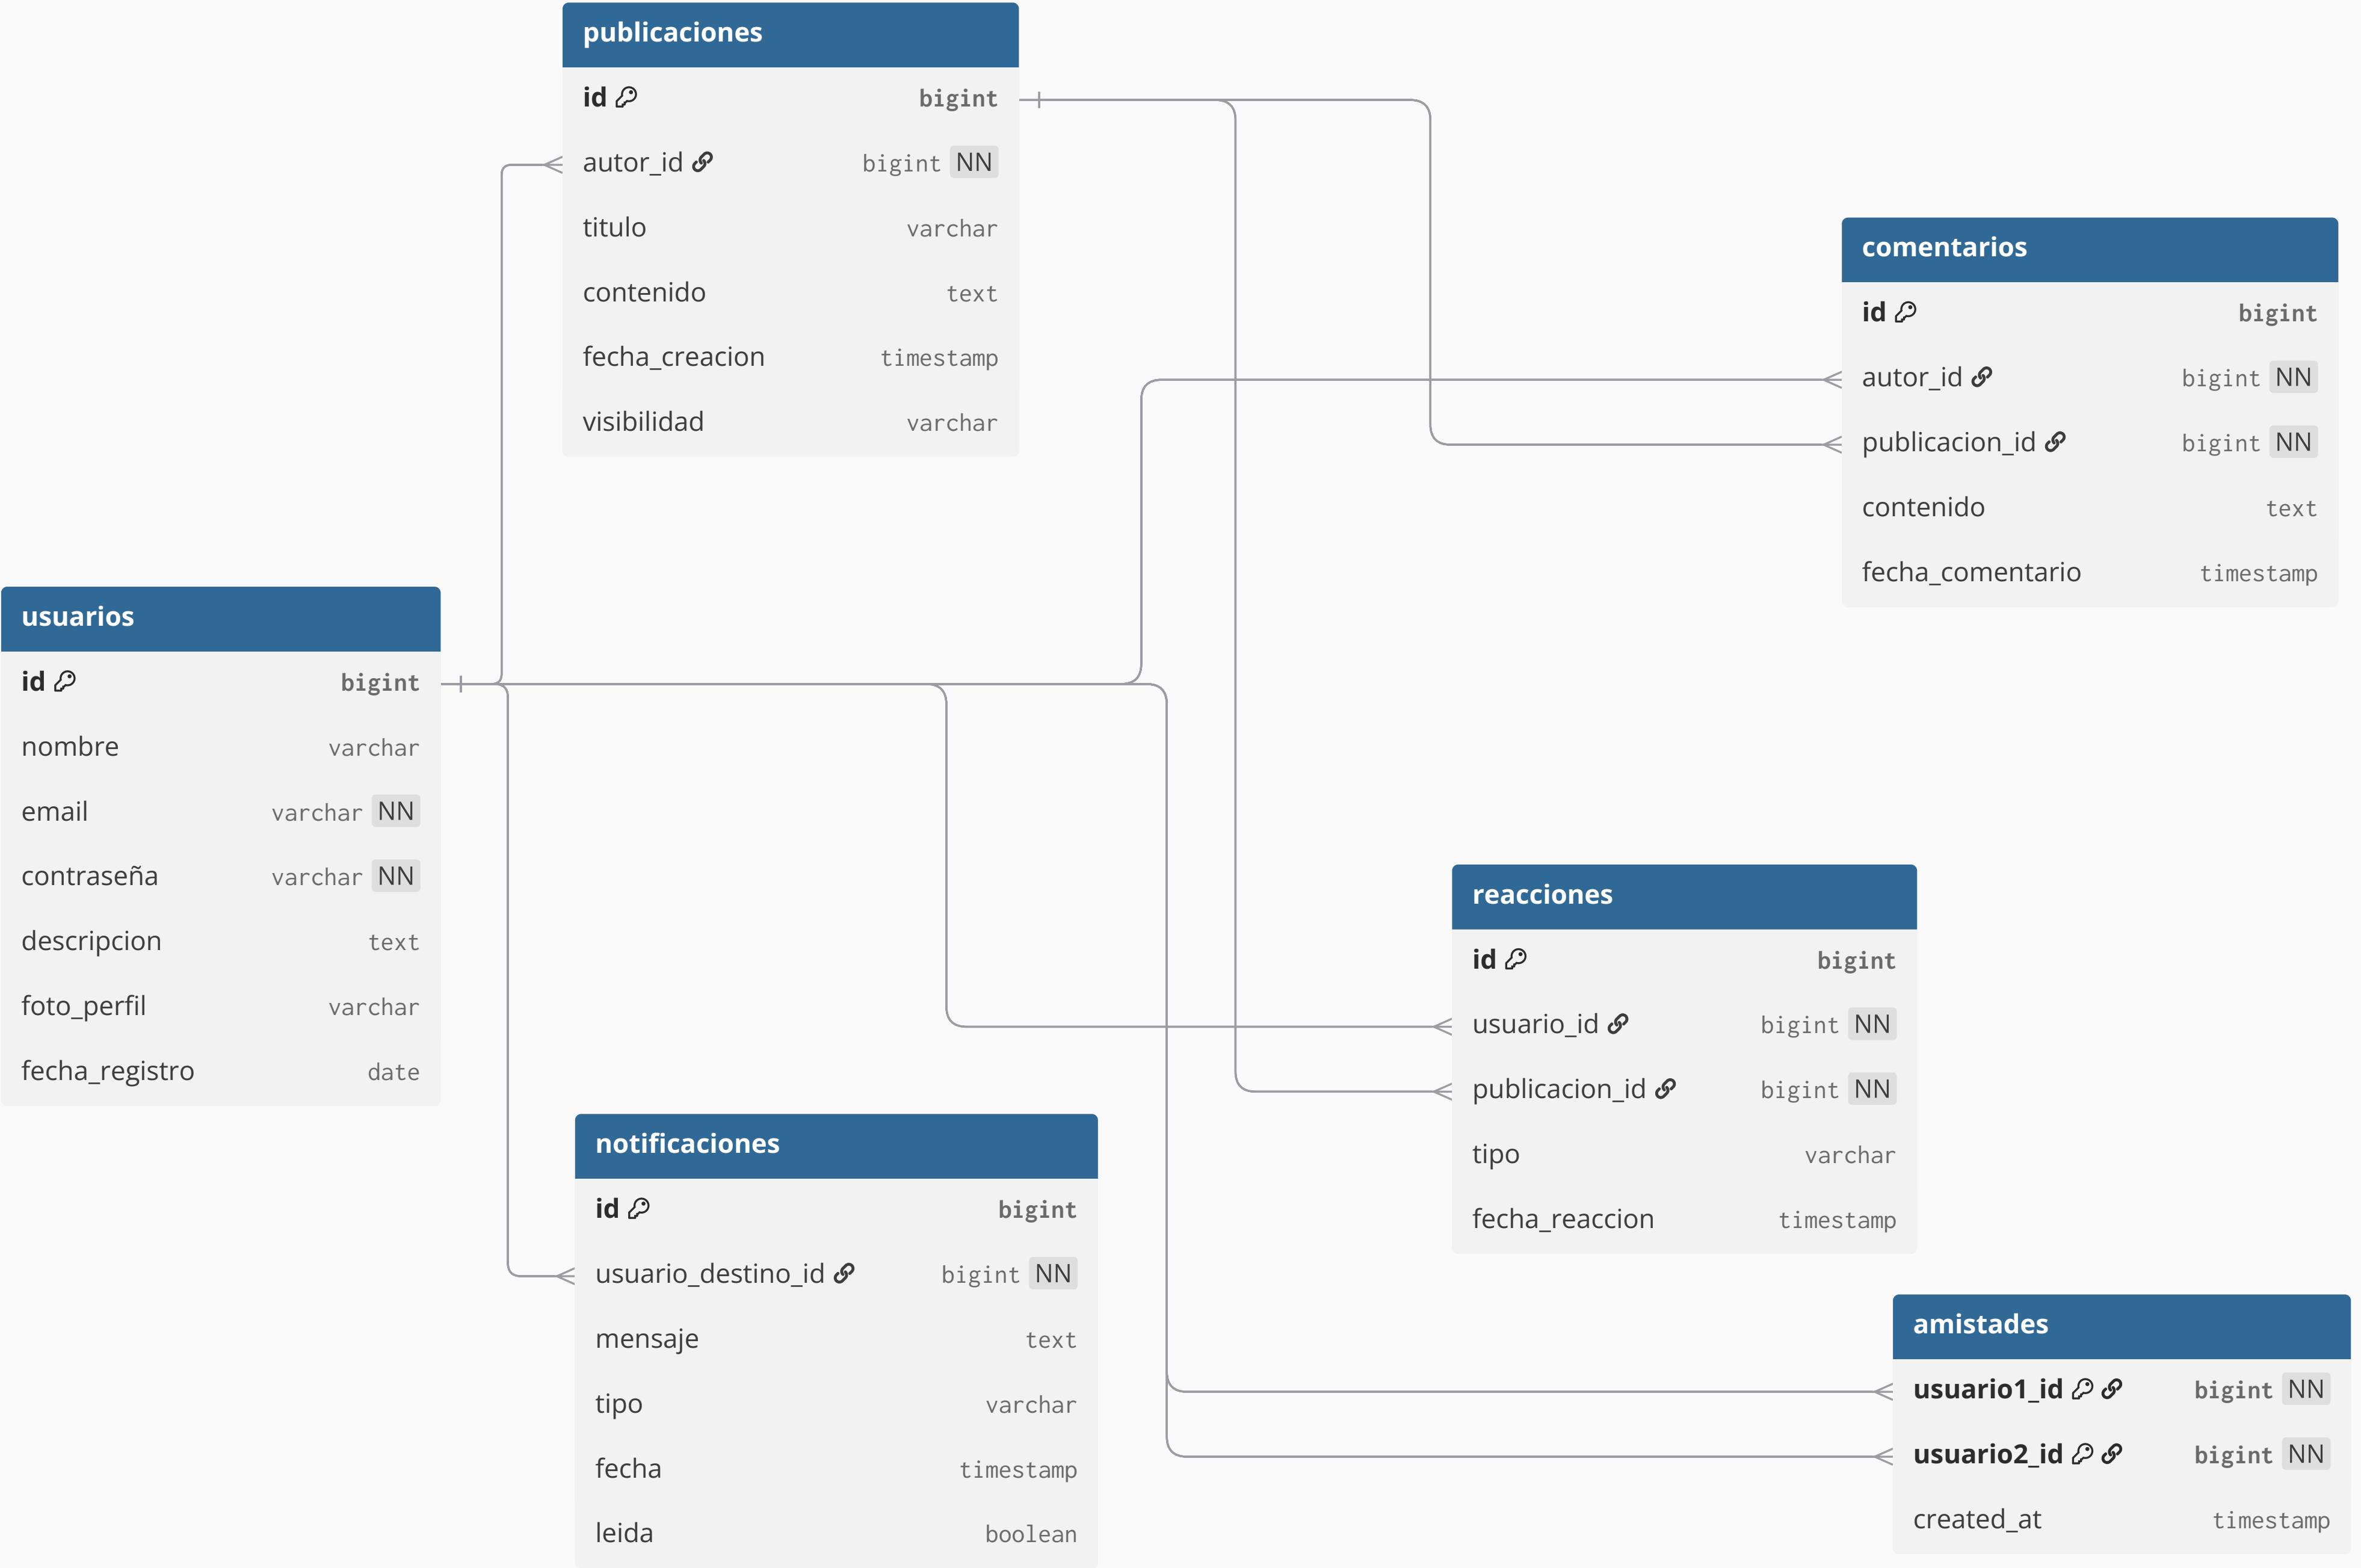 publicaciones
id bigint
autor_id bigint NN
titulo varchar
contenido text
fecha_creacion timestamp
visibilidad varchar
comentarios
id bigint
autor_id bigint NN
publicacion_id bigint NN
contenido text
fecha_comentario timestamp
usuarios
id bigint
nombre varchar
email varchar NN
contraseña varchar NN
descripcion text
foto_perfil varchar
fecha_registro date
reacciones
id bigint
usuario_id bigint NN
publicacion_id bigint NN
tipo varchar
fecha_reaccion timestamp
notificaciones
id bigint
usuario_destino_id bigint NN
mensaje text
tipo varchar
fecha timestamp
leida boolean
amistades
usuario1_id bigint NN
usuario2_id bigint NN
created_at timestamp